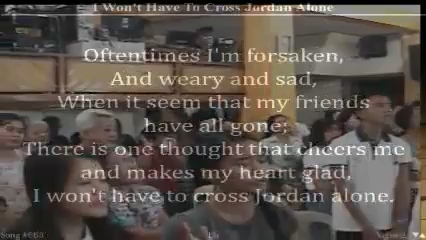 I Won't Have To Cross Jordan Alone
Oftentimes I'm forsaken,
And weary and sad,
When it seem that my friends
have all gone;
There is one thought that cheers me
and makes my heart glad,
I won't have to cross Jordan alone.